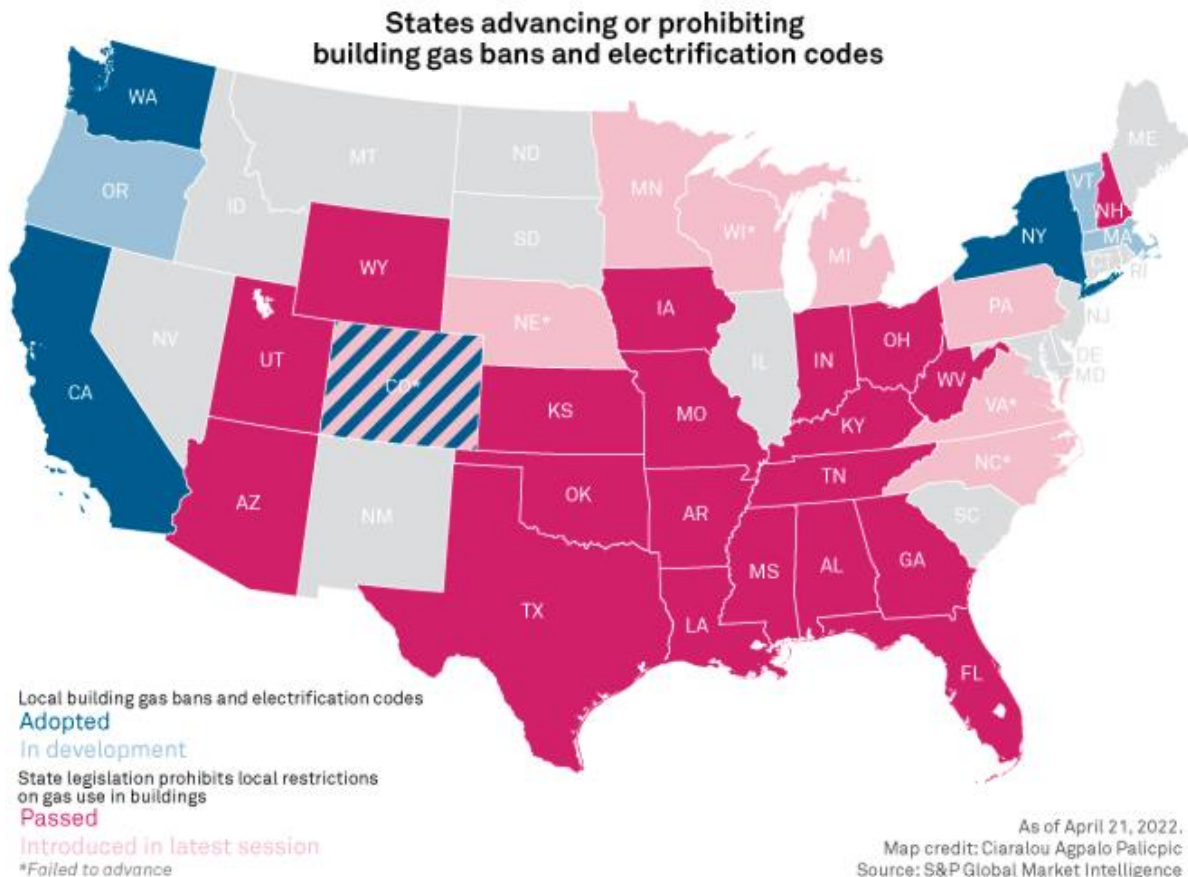 States advancing or prohibiting
building gas bans and electrification codes
WA
MT
ND
ME
OR
ID
MN
VT
NH
SD
WI*
NY
MA
WY
MI
CT
RI
IA
PA
NE*
NV
NJ
UT
IL
IN
OH
DE
MD
CO*
WV
CA
KS
MO
VA*
KY
NC*
TN
AZ
OK
NM
AR
SC
MS
AL
GA
TX
LA
FL
Local building gas bans and electrification codes
Adopted
In development
State legislation prohibits local restrictions
on gas use in buildings
Passed
Introduced in latest session
*Failed to advance
As of April 21, 2022.
Map credit: Ciaralou Agpalo Palicpic
Source: S&P Global Market Intelligence